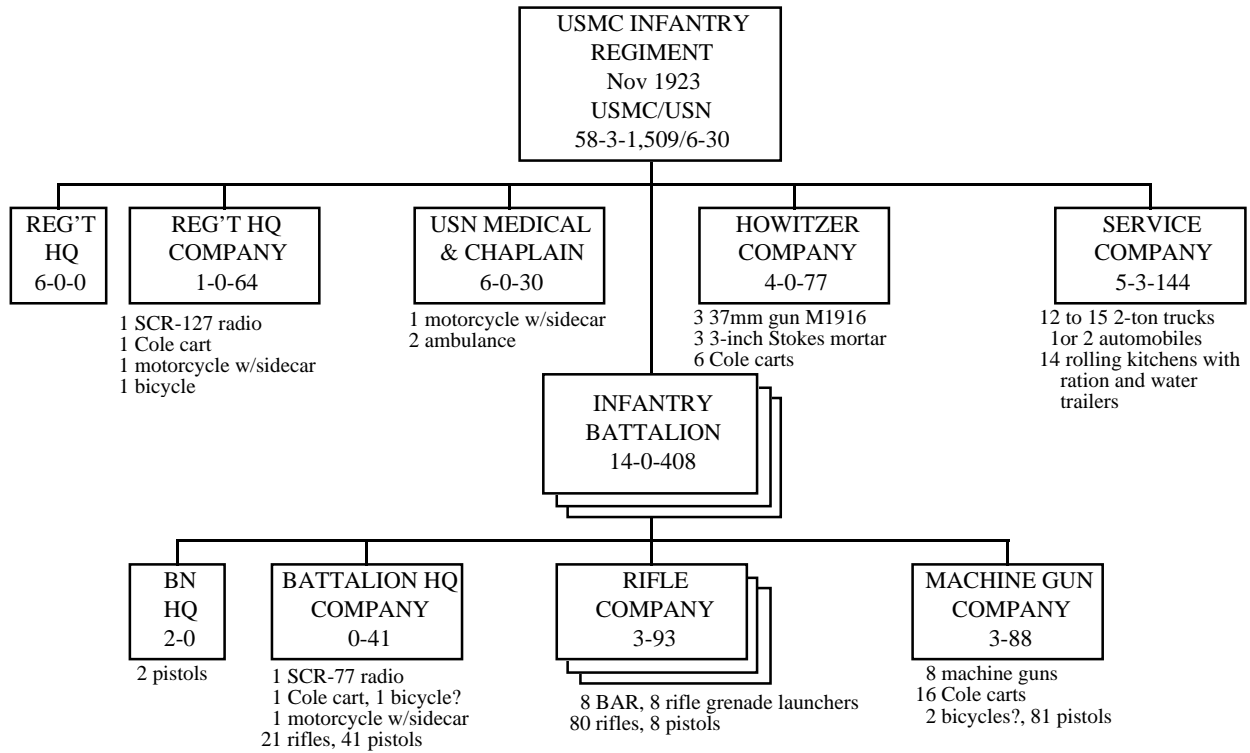 USMC INFANTRY
REGIMENT
Nov 1923
USMC/USN
58-3-1,509/6-30
REG'T
HQ
6-0-0
REG'T HQ
COMPANY
1-0-64
1 SCR-127 radio
1 Cole cart
1 motorcycle w/sidecar
1 bicycle
USN MEDICAL
& CHAPLAIN
6-0-30
1 motorcycle w/sidecar
2 ambulance
HOWITZER
COMPANY
4-0-77
3 37mm gun M1916
3 3-inch Stokes mortar
6 Cole carts
SERVICE
COMPANY
5-3-144
12 to 15 2-ton trucks
1or 2 automobiles
14 rolling kitchens with
ration and water
trailers
INFANTRY
BATTALION
14-0-408
BN
HQ
2-0
2 pistols
BATTALION HQ
COMPANY
0-41
1 SCR-77 radio
1 Cole cart, 1 bicycle?
1 motorcycle w/sidecar
21 rifles, 41 pistols
RIFLE
COMPANY
3-93
8 BAR, 8 rifle grenade launchers
80 rifles, 8 pistols
MACHINE GUN
COMPANY
3-88
8 machine guns
16 Cole carts
2 bicycles?, 81 pistols